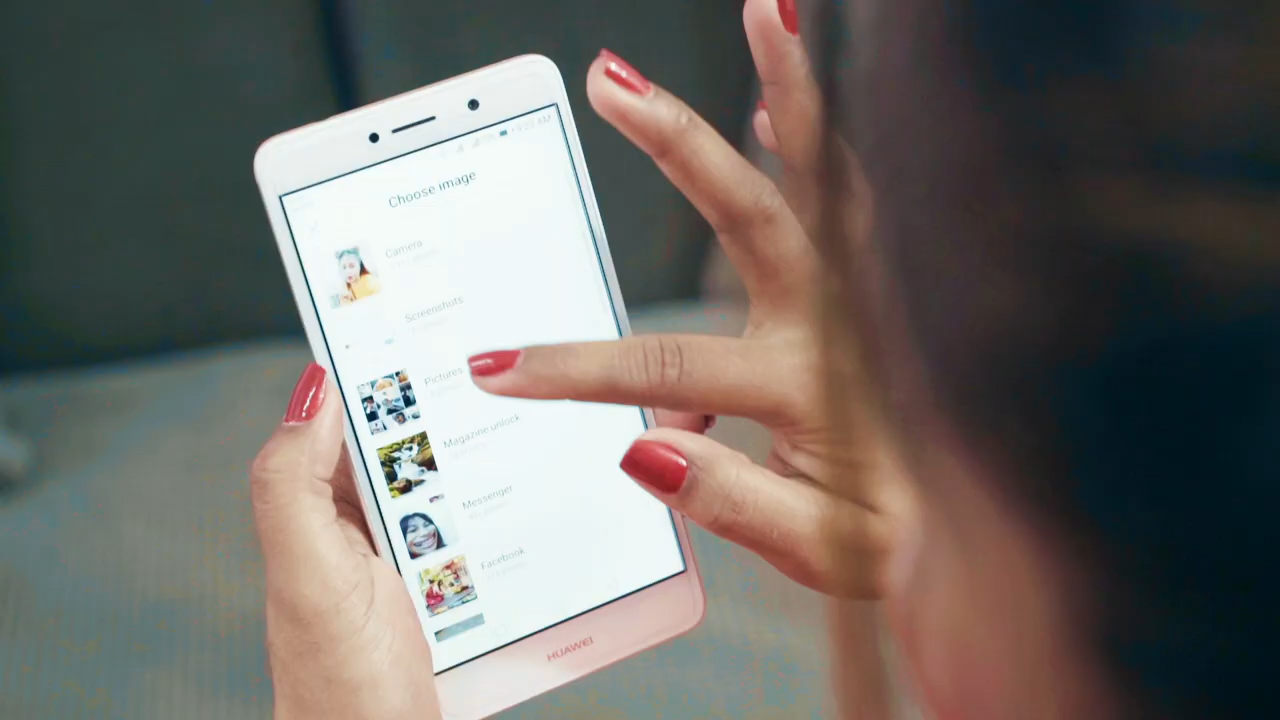 Choose image
Camera
Screenshots
Pictures
Magazine unlock
Messenger
Facebook
HUAWEI